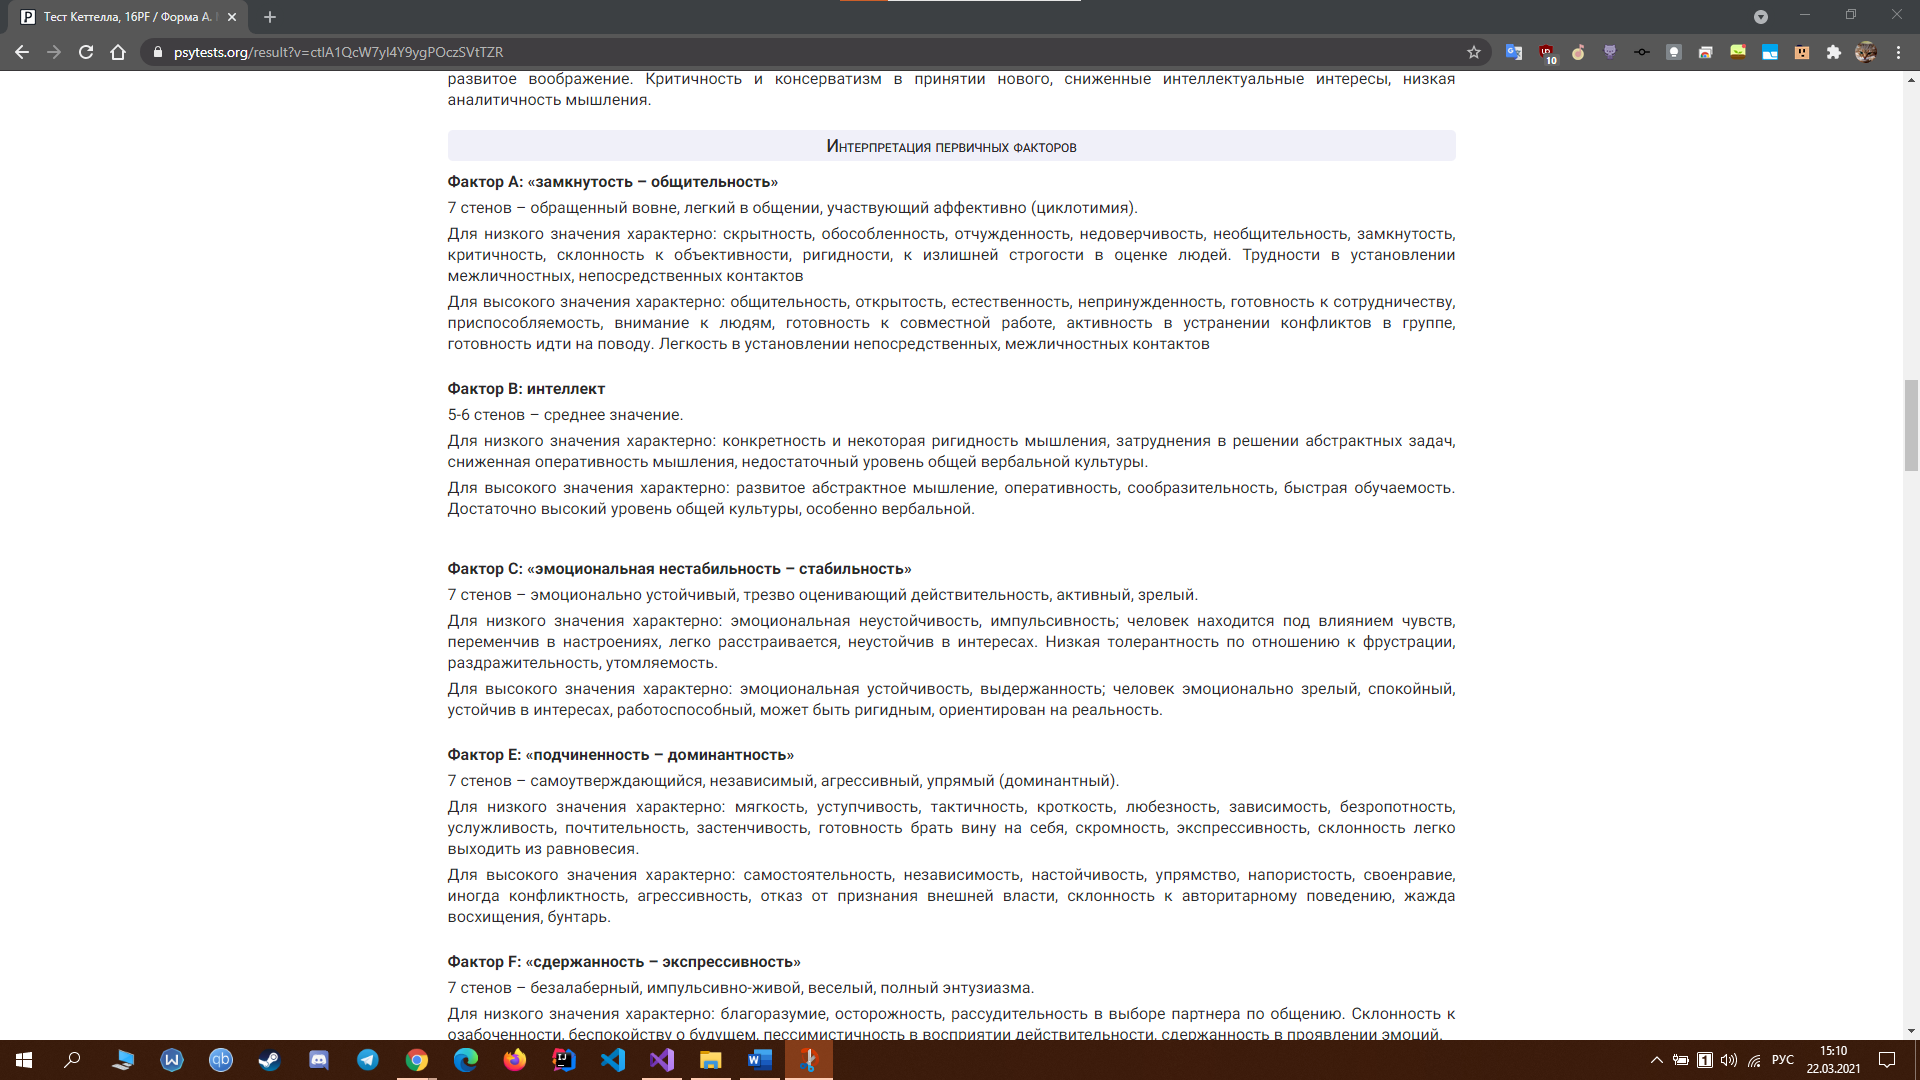 Тест Кеттелла, 16PF / Форма А.
psytests.org/result?v=ctlA1QcW7yl4Y9ygPOczSVtTZR
10
развитое воображение. Критичность и консерватизм в принятии нового, сниженные интеллектуальные интересы, низкая
аналитичность мышления.
Интерпретация первичных факторов
Фактор A: «замкнутость – общительность»
7 стенов – обращенный вовне, легкий в общении, участвующий аффективно (циклотимия).
Для низкого значения характерно: скрытность, обособленность, отчужденность, недоверчивость, необщительность, замкнутость,
критичность, склонность к объективности, ригидности, к излишней строгости в оценке людей. Трудности в установлении
межличностных, непосредственных контактов
Для высокого значения характерно: общительность, открытость, естественность, непринужденность, готовность к сотрудничеству,
приспособляемость, внимание к людям, готовность к совместной работе, активность в устранении конфликтов в группе,
готовность идти на поводу. Легкость в установлении непосредственных, межличностных контактов
Фактор B: интеллект
5-6 стенов – среднее значение.
Для низкого значения характерно: конкретность и некоторая ригидность мышления, затруднения в решении абстрактных задач,
сниженная оперативность мышления, недостаточный уровень общей вербальной культуры.
Для высокого значения характерно: развитое абстрактное мышление, оперативность, сообразительность, быстрая обучаемость.
Достаточно высокий уровень общей культуры, особенно вербальной.
Фактор C: «эмоциональная нестабильность – стабильность»
7 стенов – эмоционально устойчивый, трезво оценивающий действительность, активный, зрелый.
Для низкого значения характерно: эмоциональная неустойчивость, импульсивность; человек находится под влиянием чувств,
переменчив в настроениях, легко расстраивается, неустойчив в интересах. Низкая толерантность по отношению к фрустрации,
раздражительность, утомляемость.
Для высокого значения характерно: эмоциональная устойчивость, выдержанность; человек эмоционально зрелый, спокойный,
устойчив в интересах, работоспособный, может быть ригидным, ориентирован на реальность.
Фактор E: «подчиненность – доминантность»
7 стенов – самоутверждающийся, независимый, агрессивный, упрямый (доминантный).
Для низкого значения характерно: мягкость, уступчивость, тактичность, кроткость, любезность, зависимость, безропотность,
услужливость, почтительность, застенчивость, готовность брать вину на себя, скромность, экспрессивность, склонность легко
выходить из равновесия.
Для высокого значения характерно: самостоятельность, независимость, настойчивость, упрямство, напористость, своенравие,
иногда конфликтность, агрессивность, отказ от признания внешней власти, склонность к авторитарному поведению, жажда
восхищения, бунтарь.
Фактор F: «сдержанность – экспрессивность»
7 стенов – безалаберный, импульсивно-живой, веселый, полный энтузиазма.
Для низкого значения характерно: благоразумие, осторожность, рассудительность в выборе партнера по общению. Склонность к
озабоченности, беспокойству о будущем, пессимистичность в восприятии действительности, сдержанность в проявлении эмоций.
РУС
15:10
22.03.2021